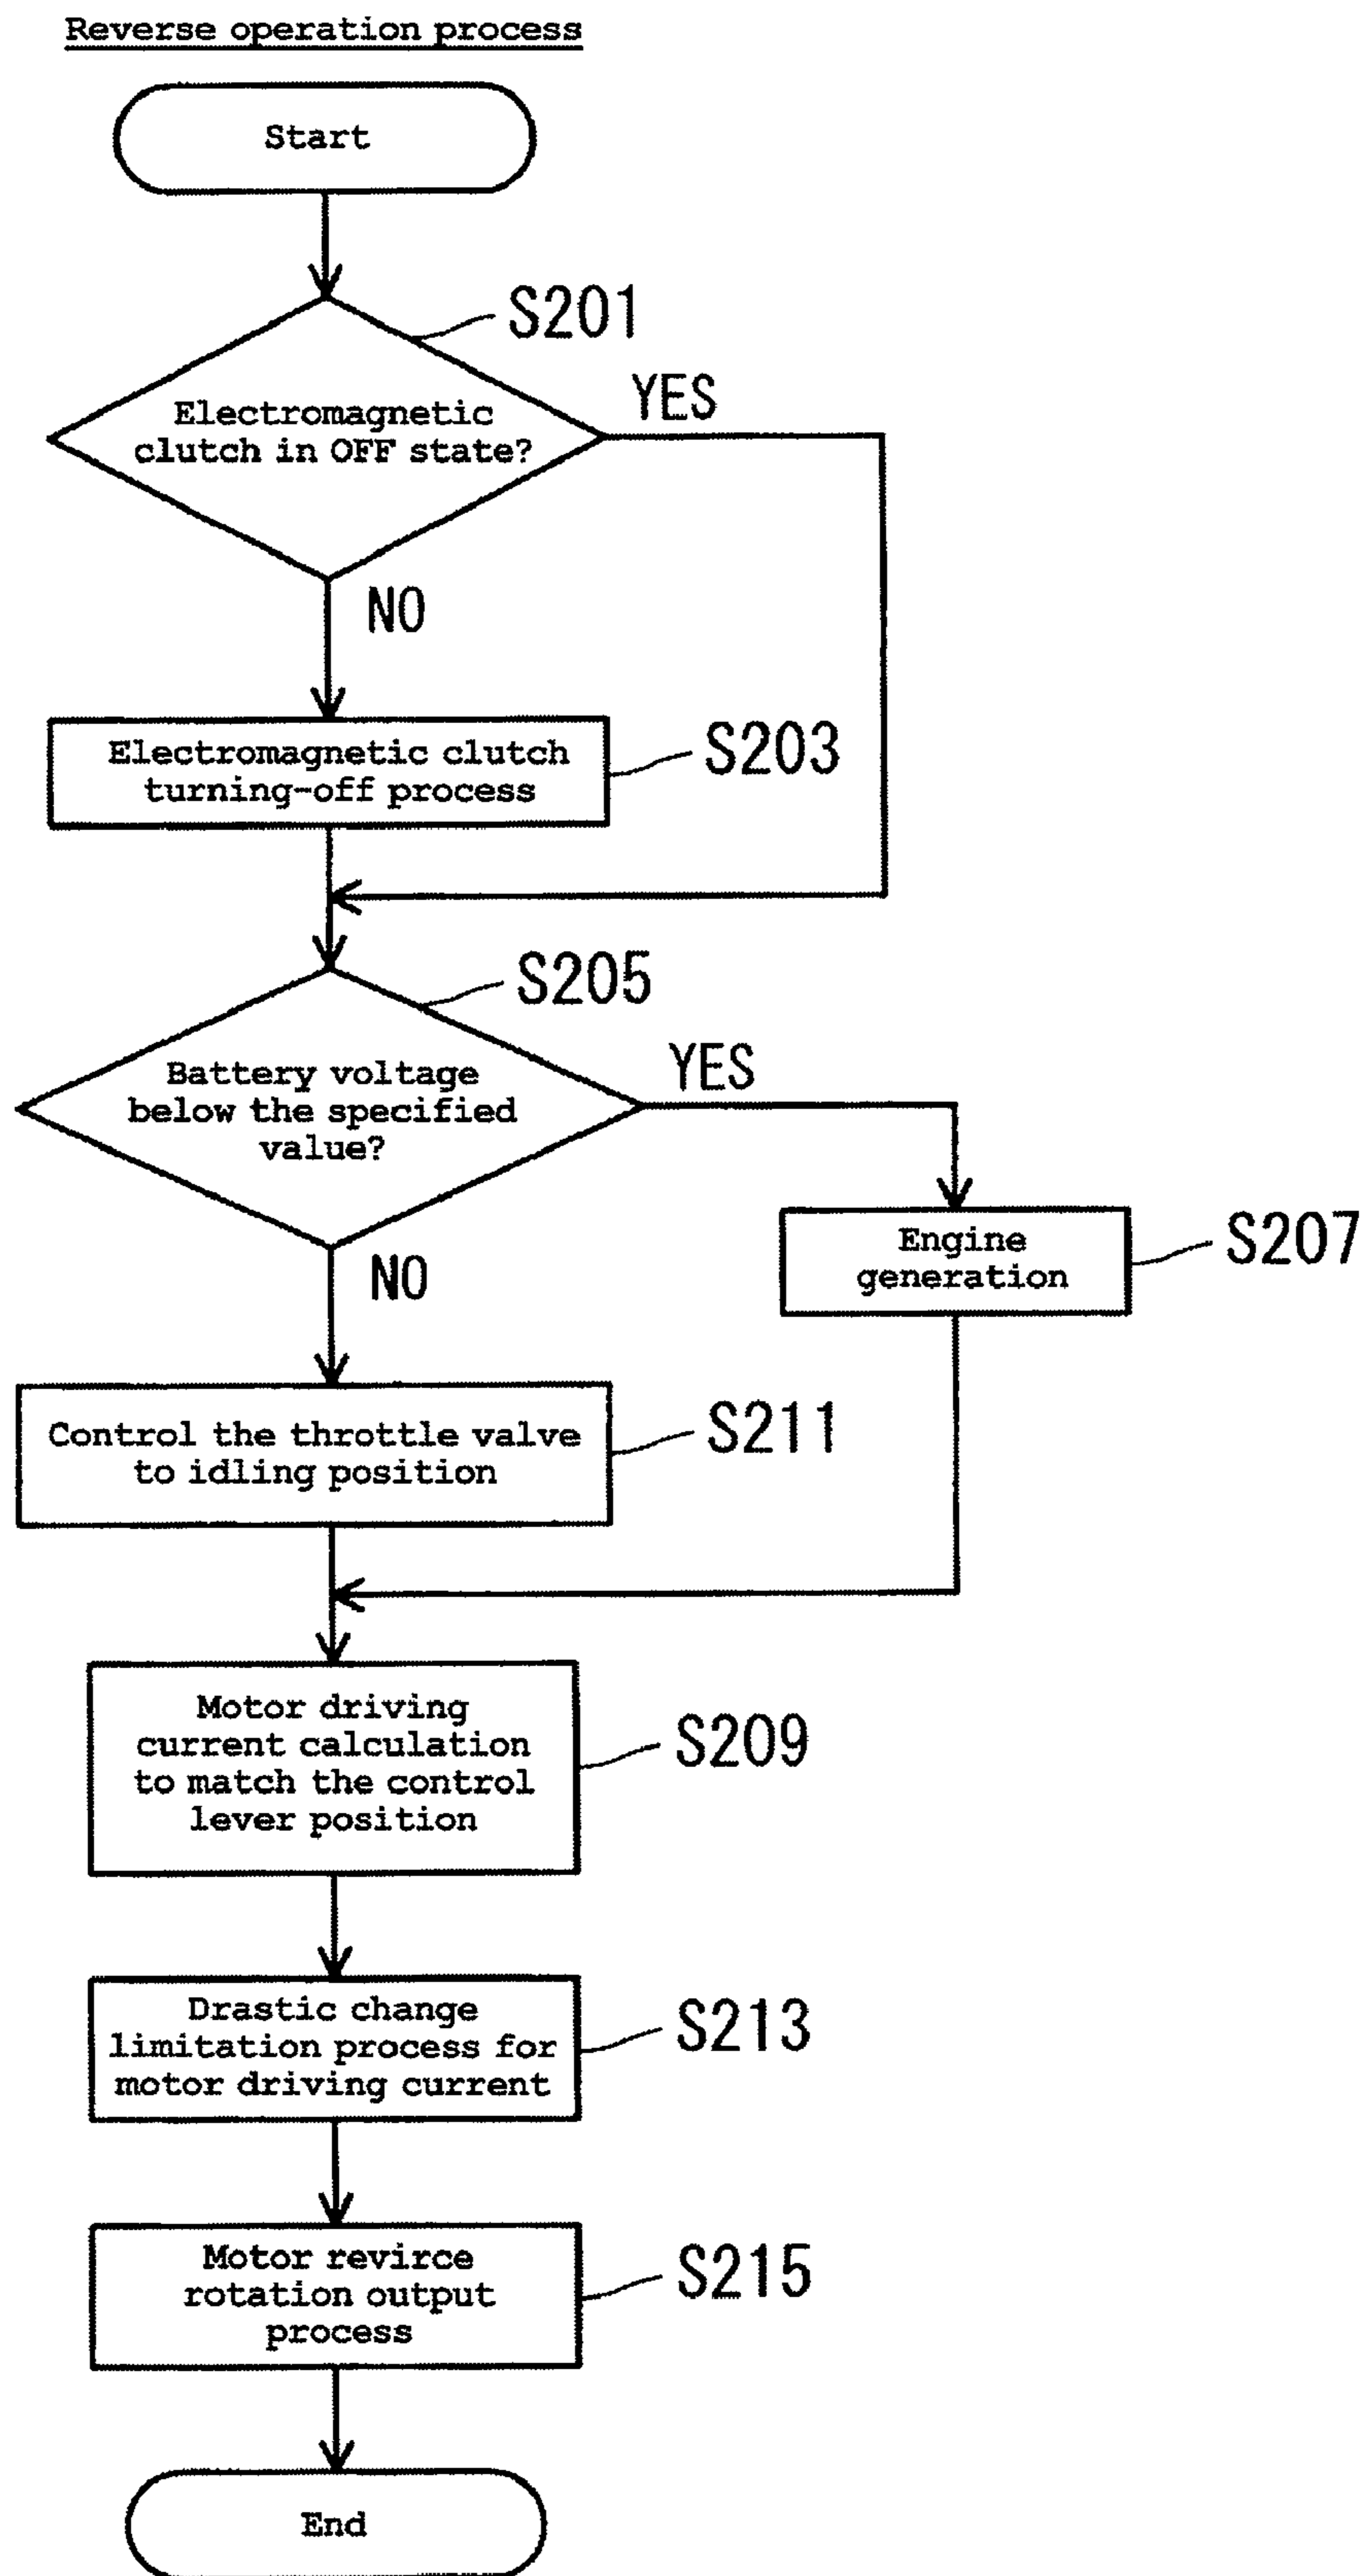 Reverse operation process
Start
S201
Electromagnetic
clutch in OFF state?
YES
NO
Electromagnetic clutch
turning-off process
S203
S205
Battery voltage
below the specified
value?
YES
NO
Engine
generation
S207
Control the throttle valve
to idling position
S211
Motor driving
current calculation
to match the control
lever position
S209
Drastic change
limitation process for
motor driving current
S213
Motor revirce
rotation output
process
S215
End